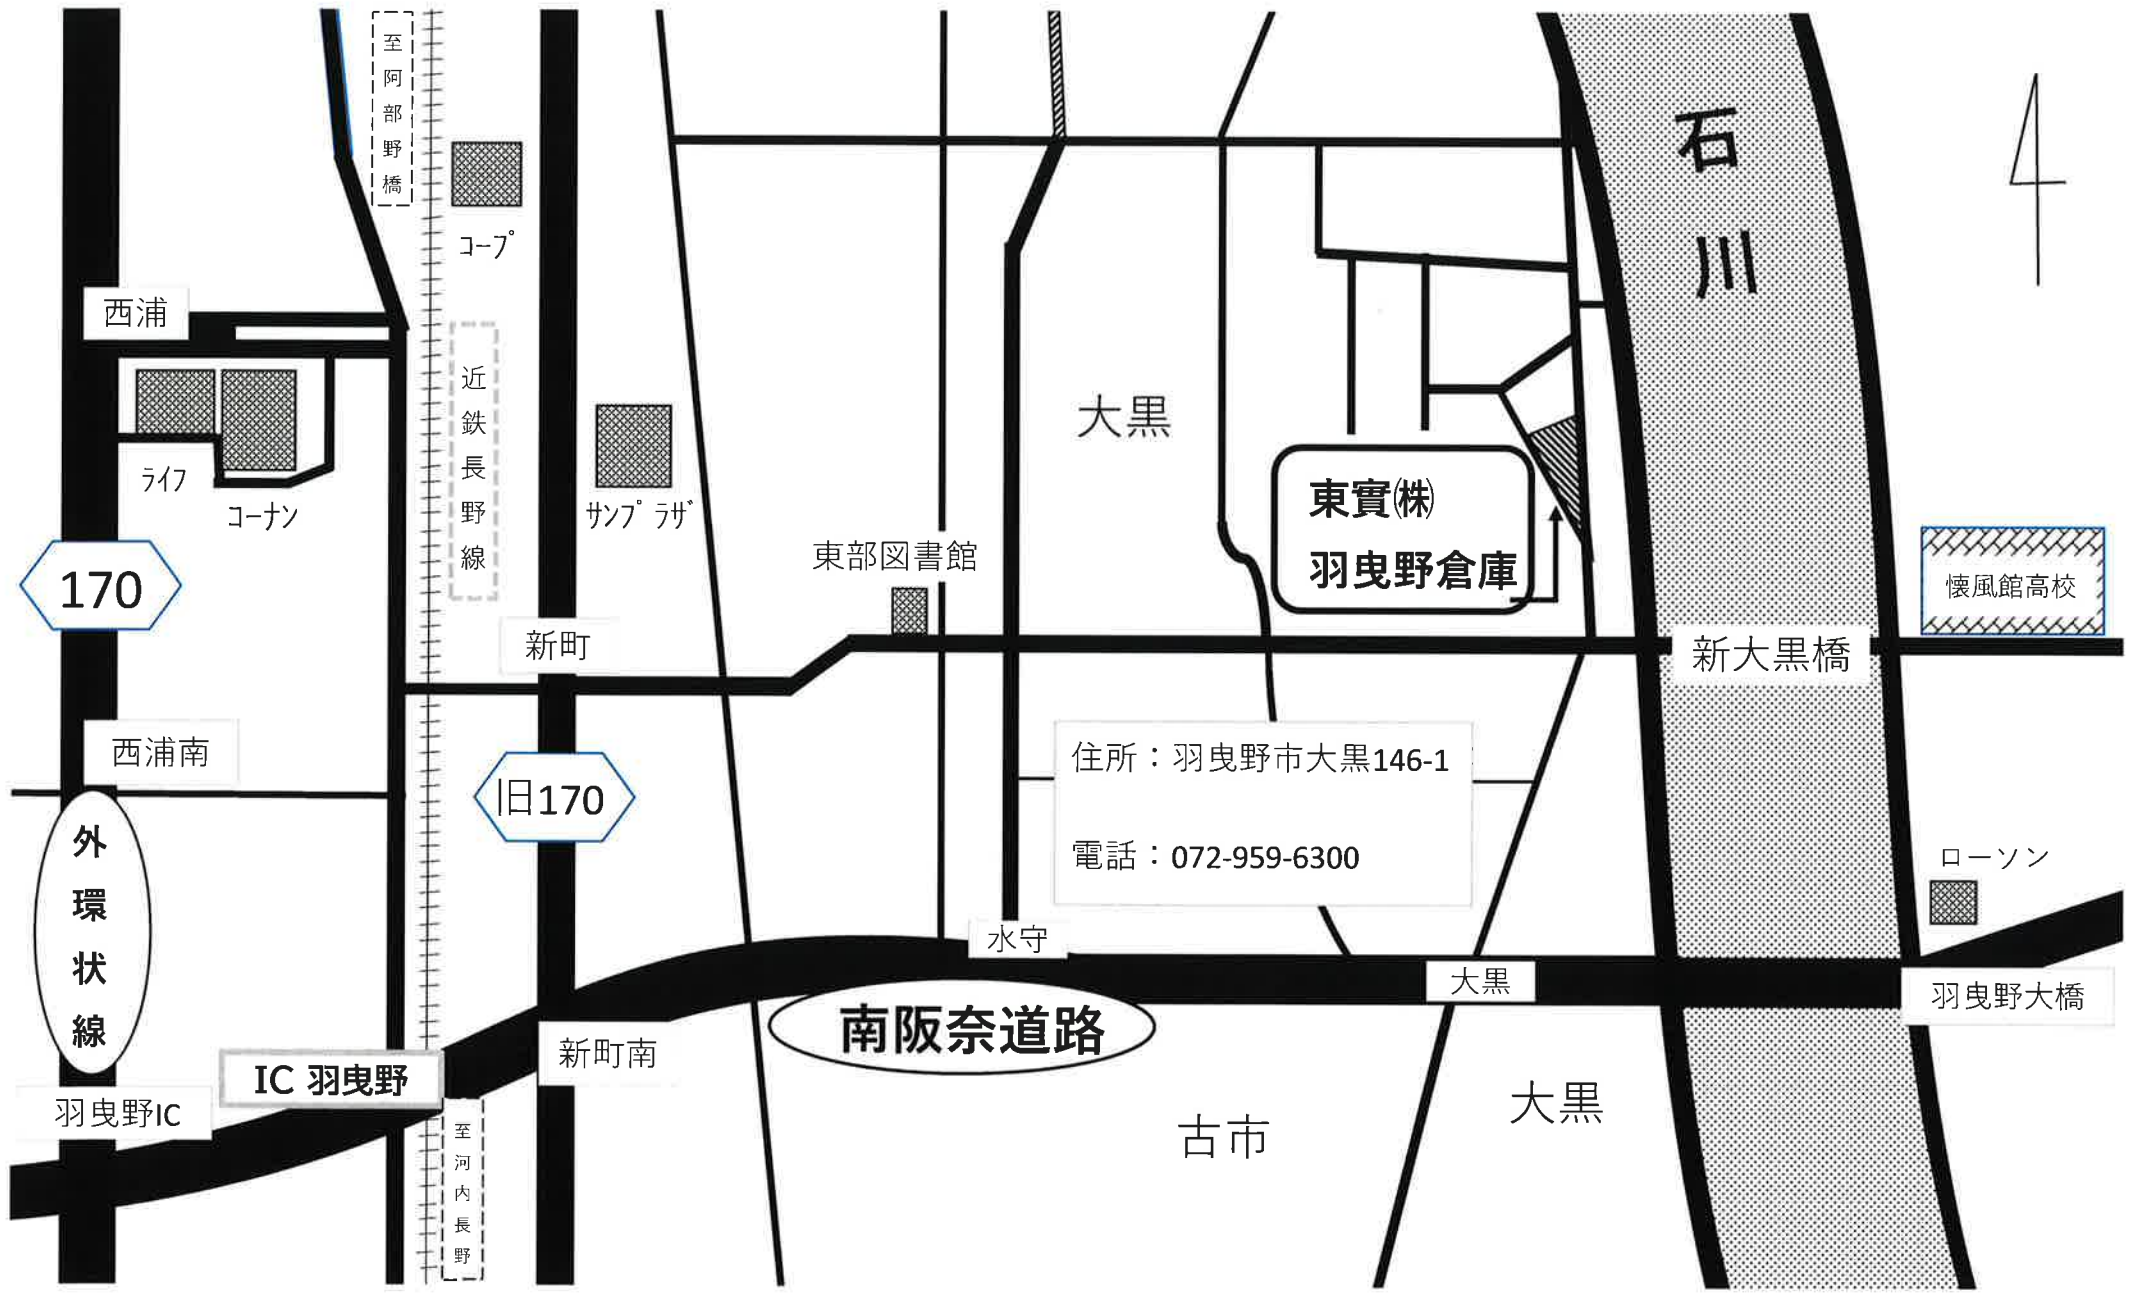 至阿部野橋
石川
コープ
西浦
近鉄長野線
大黒
ライフ
コーナン
サンプラザ
東實㈱
羽曳野倉庫
170
東部図書館
懐風館高校
新町
新大黒橋
西浦南
住所：羽曳野市大黒146-1
旧170
外環状線
電話：072-959-6300
ローソン
水守
大黒
羽曳野大橋
南阪奈道路
新町南
IC 羽曳野
羽曳野IC
大黒
古市
至河内長野